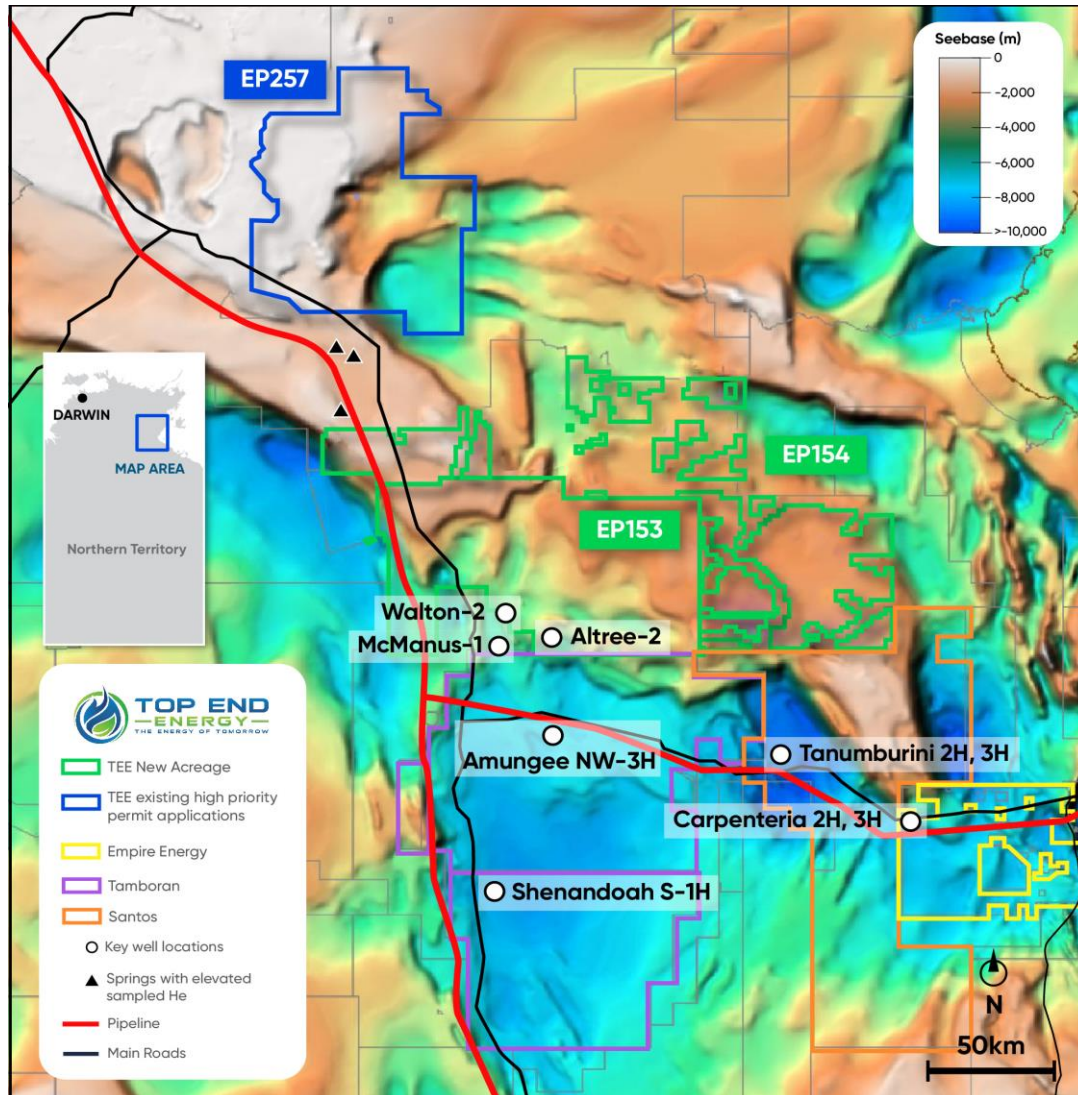 EP257
Seebase (m)
0
-2,000
-4,000
-6,000
-8,000
>-10,000
DARWIN
MAP AREA
Northern Territory
EP154
EP153
Walton-2
McManus-1
Altree-2
Amungee NW-3H
Tanumburini 2H, 3H
Carpenteria 2H, 3H
Shenandoah S-1H
TOP END
ENERGY
THE ENERGY OF TOMORROW
TEE New Acreage
TEE existing high priority
permit applications
Empire Energy
Tamboran
Santos
Key well locations
Springs with elevated
sampled He
Pipeline
Main Roads
N
50km